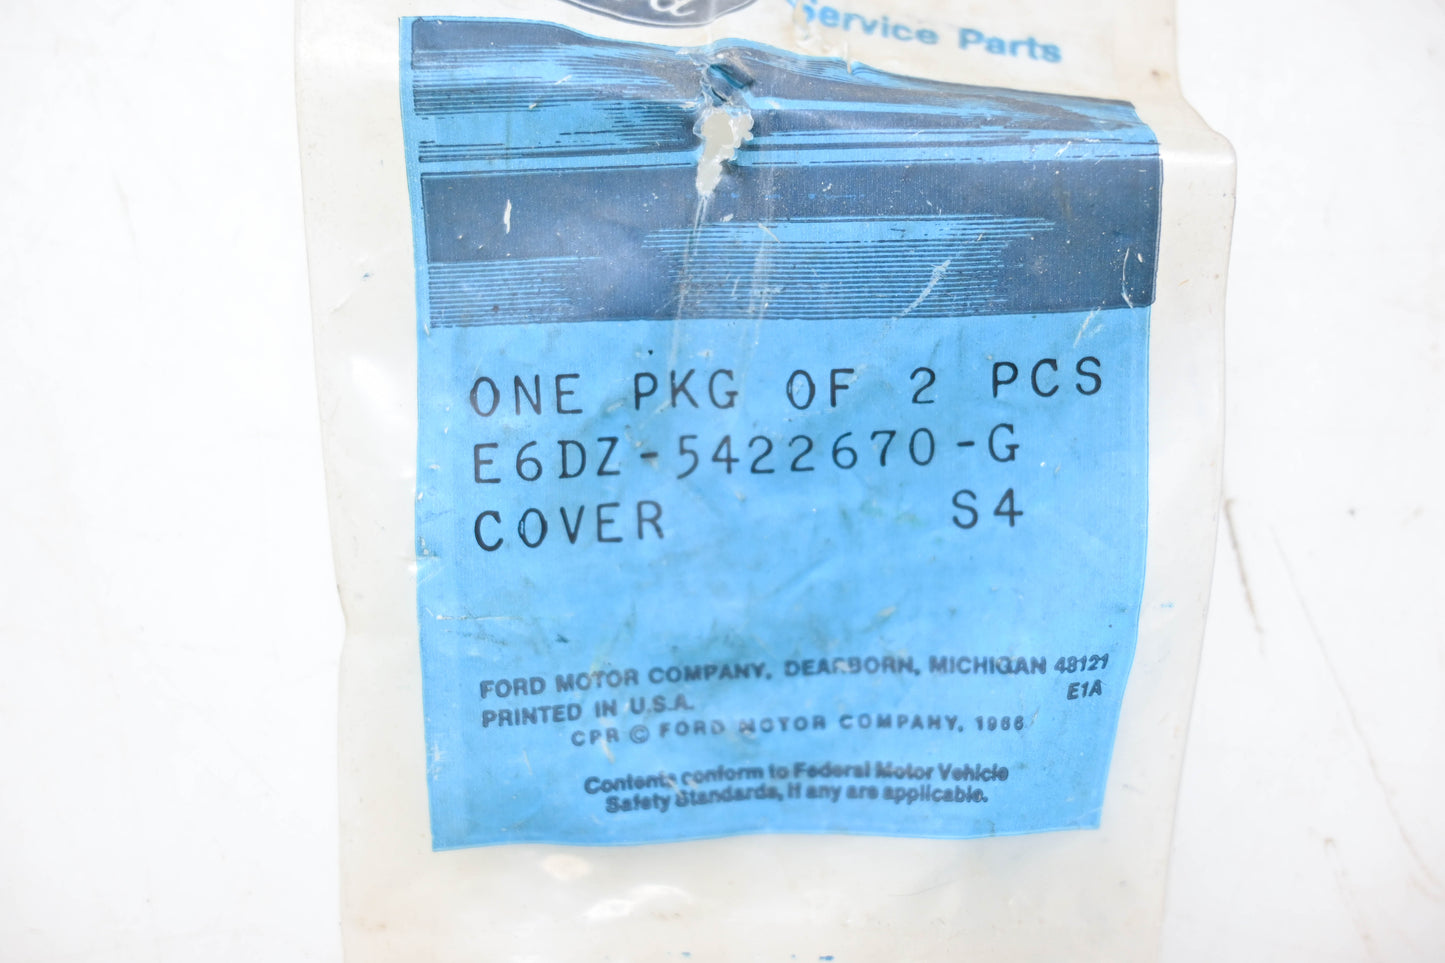 Service Parts
ONE PKG OF 2 PCS
E6DZ-5422670-G
COVER S4
FORD MOTOR COMPANY, DEARBORN, MICHIGAN 48121
PRINTED IN U.S.A. E1A
CPR © FORD MOTOR COMPANY, 1966
Contents conform to Federal Motor Vehicle
Safety Standards, if any are applicable.